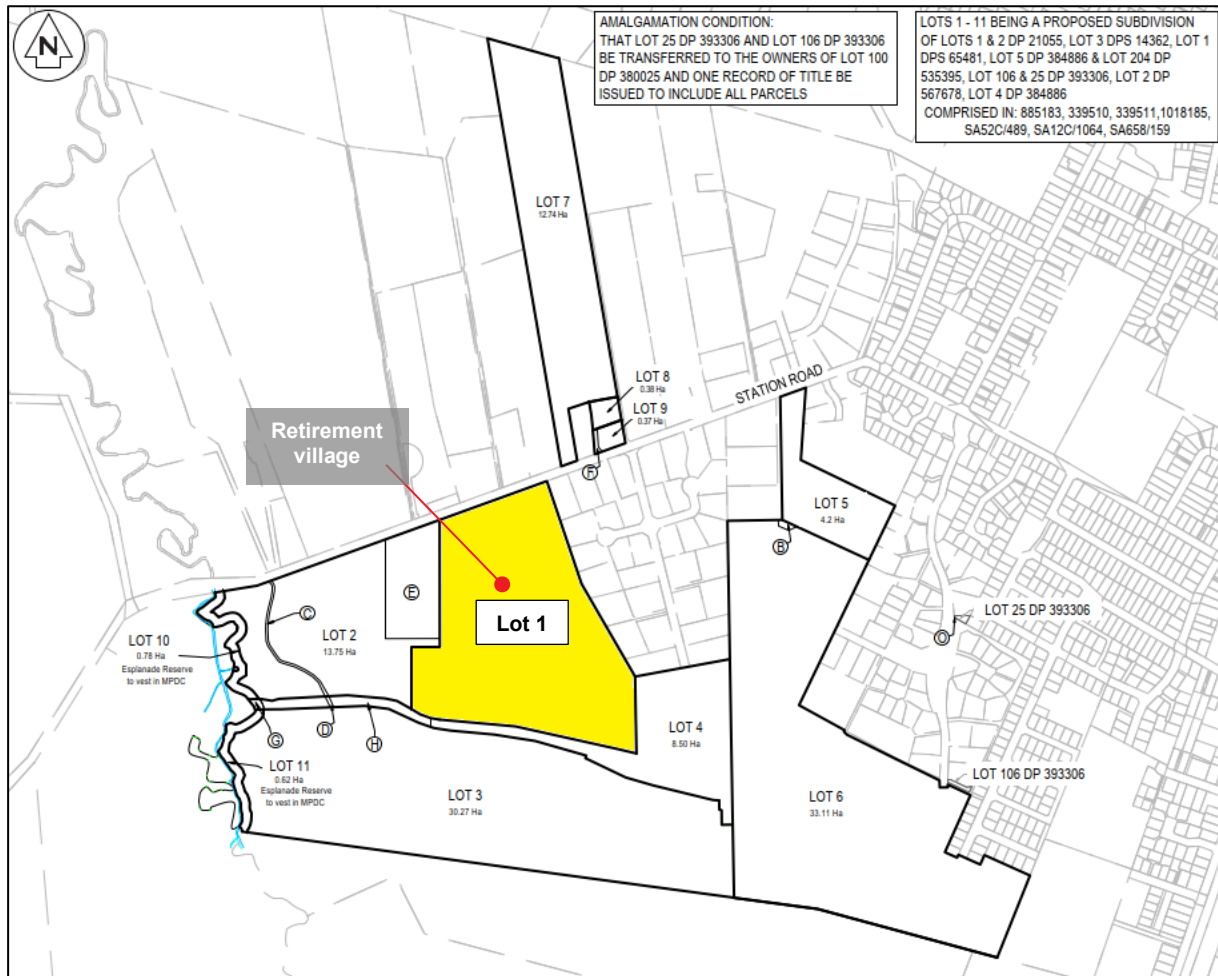 N
AMALGAMATION CONDITION:
THAT LOT 25 DP 393306 AND LOT 106 DP 393306
BE TRANSFERRED TO THE OWNERS OF LOT 100
DP 380025 AND ONE RECORD OF TITLE BE
ISSUED TO INCLUDE ALL PARCELS
LOTS 1 - 11 BEING A PROPOSED SUBDIVISION
OF LOTS 1 & 2 DP 21055, LOT 3 DPS 14362, LOT 1
DPS 65481, LOT 5 DP 384886 & LOT 204 DP
535395, LOT 106 & 25 DP 393306, LOT 2 DP
567678, LOT 4 DP 384886
COMPRISED IN: 885183, 339510, 339511,1018185,
SA52C/489, SA12C/1064, SA658/159
LOT 7
12.74 Ha
LOT 8
0.38 Ha
LOT 9
0.37 Ha
STATION ROAD
F
Retirement
village
LOT 5
4.2 Ha
B
E
C
Lot 1
LOT 25 DP 393306
O
LOT 2
13.75 Ha
LOT 10
0.78 Ha
Esplanade Reserve
to vest in MPDC
G
D
H
LOT 4
8.50 Ha
LOT 11
0.62 Ha
Esplanade Reserve
to vest in MPDC
LOT 106 DP 393306
LOT 3
30.27 Ha
LOT 6
33.11 Ha